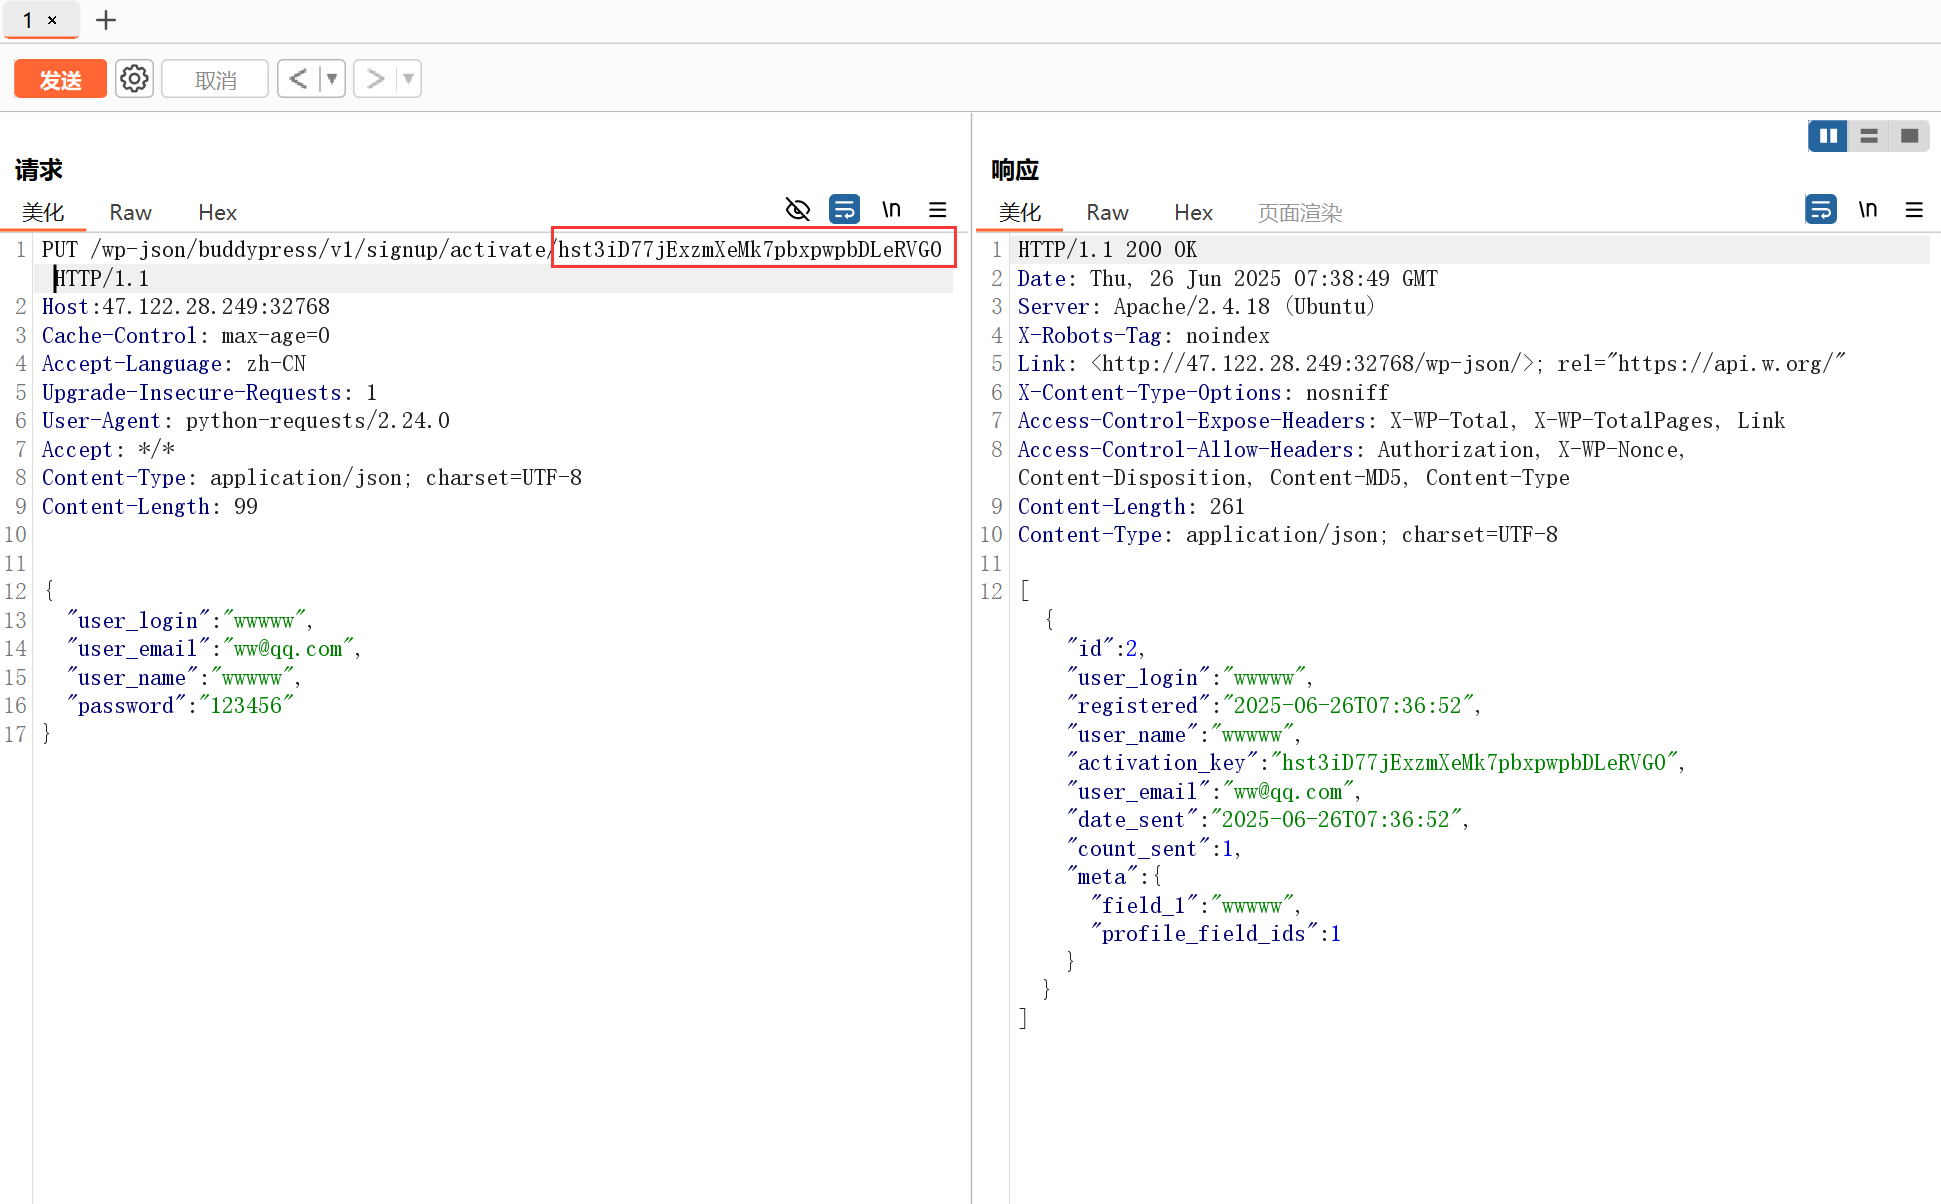 1 ×
发送
取消
请求
美化 Raw Hex
\n
1 PUT /wp-json/buddypress/v1/signup/activate/hst3iD77jExzmXeMk7pbxpwpbDLeRVGO
HTTP/1.1
2 Host:47.122.28.249:32768
3 Cache-Control: max-age=0
4 Accept-Language: zh-CN
5 Upgrade-Insecure-Requests: 1
6 User-Agent: python-requests/2.24.0
7 Accept: */*
8 Content-Type: application/json; charset=UTF-8
9 Content-Length: 99
10
11
12 {
13 "user_login":"wwwww",
14 "user_email":"ww@qq.com",
15 "user_name":"wwwww",
16 "password":"123456"
17 }
响应
美化 Raw Hex 页面渲染
\n
1 HTTP/1.1 200 OK
2 Date: Thu, 26 Jun 2025 07:38:49 GMT
3 Server: Apache/2.4.18 (Ubuntu)
4 X-Robots-Tag: noindex
5 Link: <http://47.122.28.249:32768/wp-json/>; rel="https://api.w.org/"
6 X-Content-Type-Options: nosniff
7 Access-Control-Expose-Headers: X-WP-Total, X-WP-TotalPages, Link
8 Access-Control-Allow-Headers: Authorization, X-WP-Nonce,
Content-Disposition, Content-MD5, Content-Type
9 Content-Length: 261
10 Content-Type: application/json; charset=UTF-8
11
12 [
{
"id":2,
"user_login":"wwwww",
"registered":"2025-06-26T07:36:52",
"user_name":"wwwww",
"activation_key":"hst3iD77jExzmXeMk7pbxpwpbDLeRVGO",
"user_email":"ww@qq.com",
"date_sent":"2025-06-26T07:36:52",
"count_sent":1,
"meta":{
"field_1":"wwwww",
"profile_field_ids":1
}
}
]